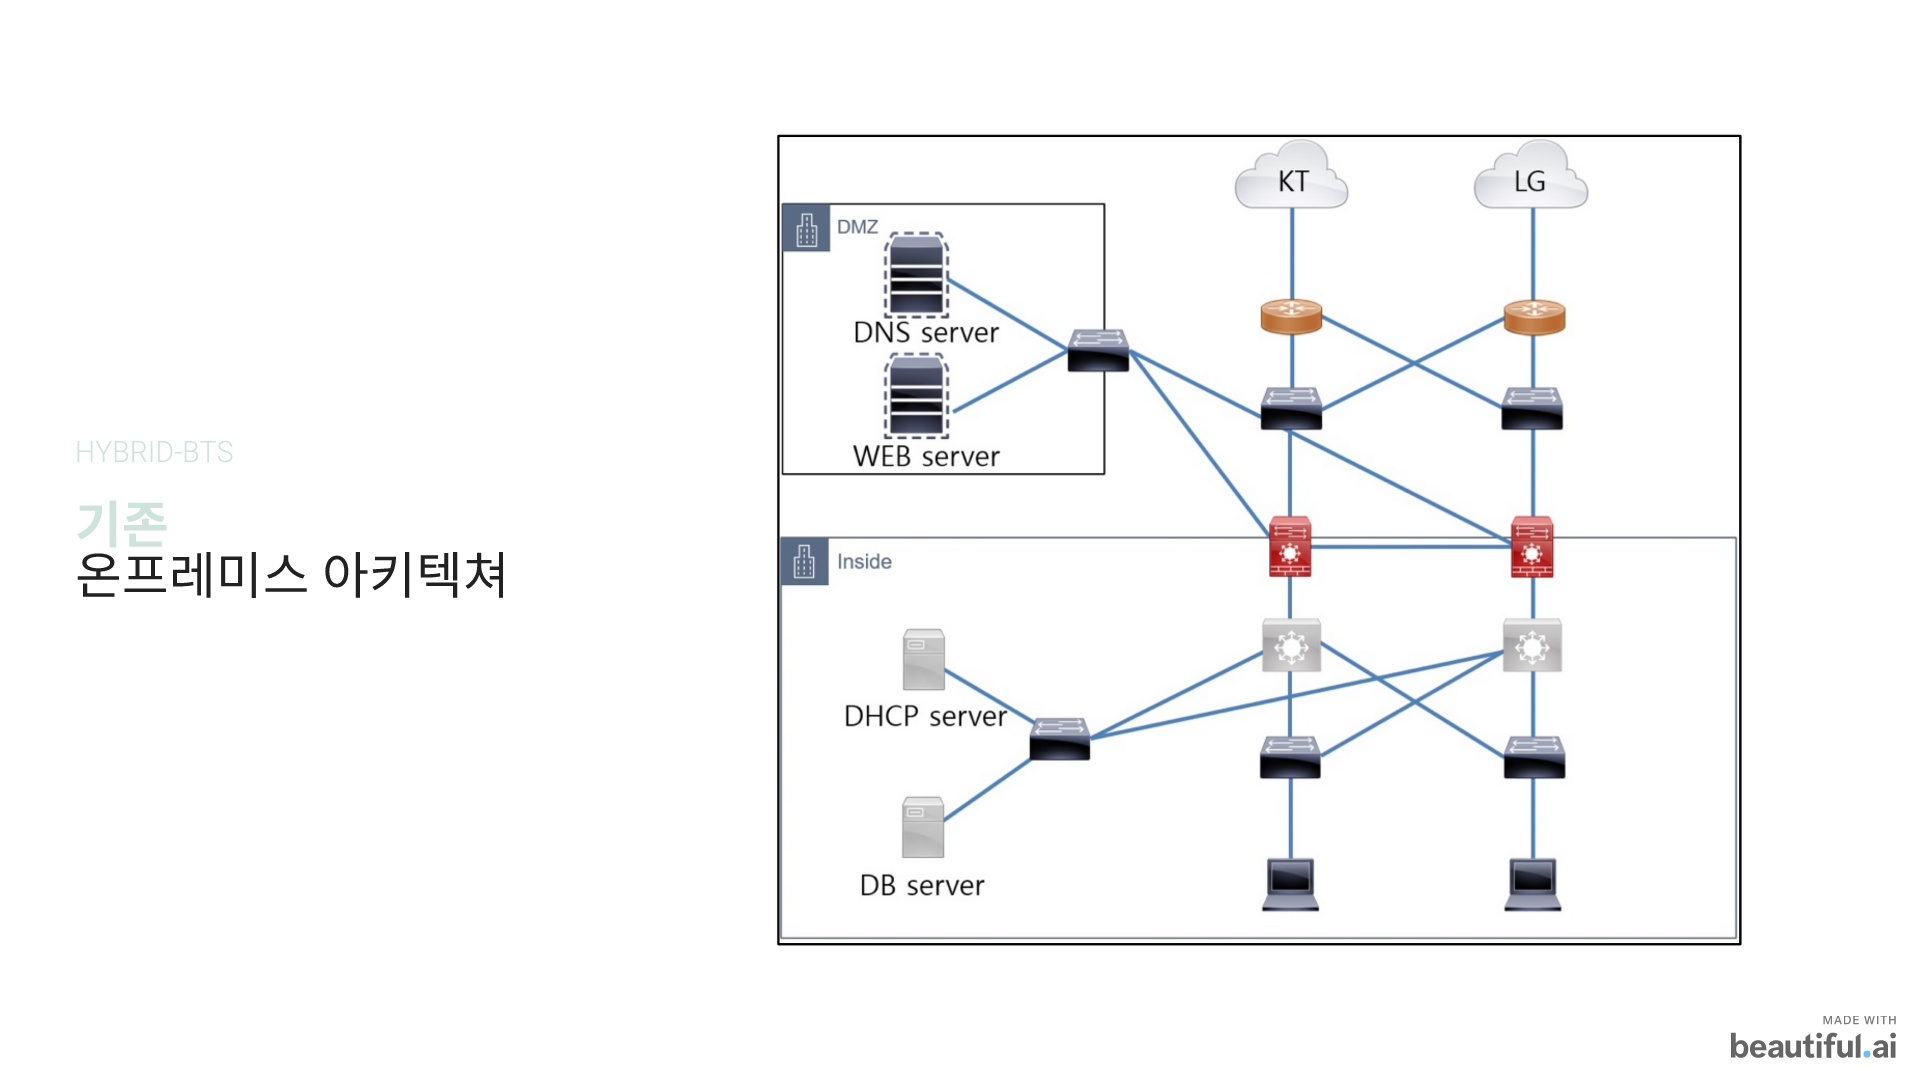 HYBRID-BTS
기존
온프레미스 아키텍쳐
KT
LG
DMZ
DNS server
WEB server
Inside
DHCP server
DB server
MADE WITH
beautiful.ai